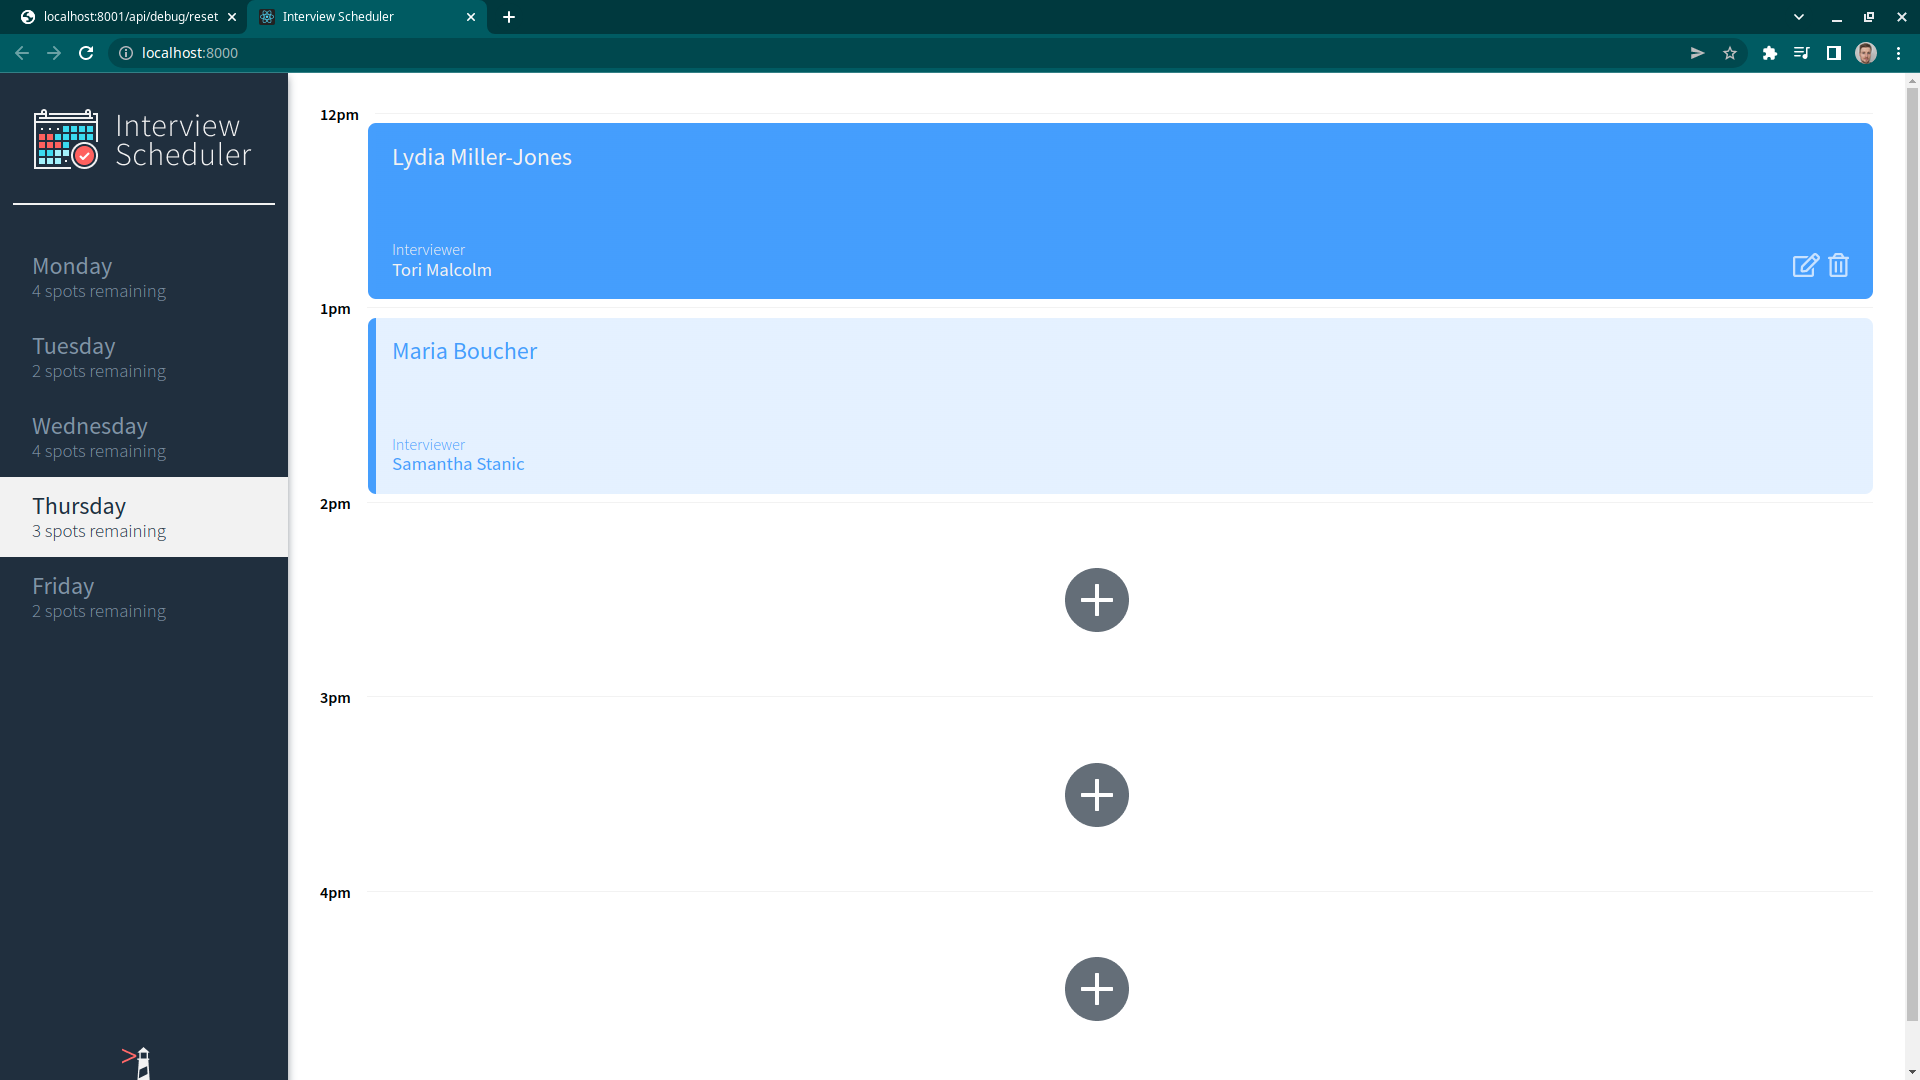 localhost:8001/api/debug/reset
Interview Scheduler
localhost:8000
Interview
Scheduler
Monday
4 spots remaining
Tuesday
2 spots remaining
Wednesday
4 spots remaining
Thursday
3 spots remaining
Friday
2 spots remaining
12pm
Lydia Miller-Jones
Interviewer
Tori Malcolm
1pm
Maria Boucher
Interviewer
Samantha Stanic
2pm
3pm
4pm